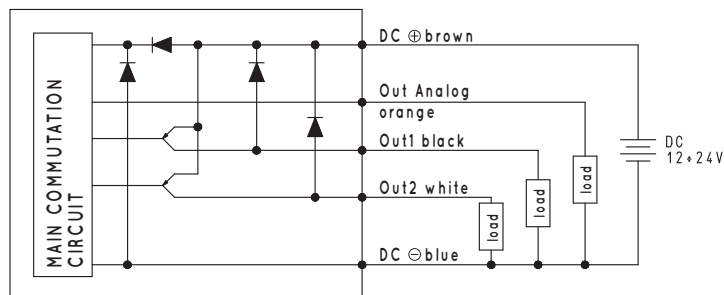 DC ⊕ brown
Out Analog
orange
Out1 black
Out2 white
DC ⊖ blue
MAIN COMMUTATION
CIRCUIT
load
load
load
DC
12÷24V